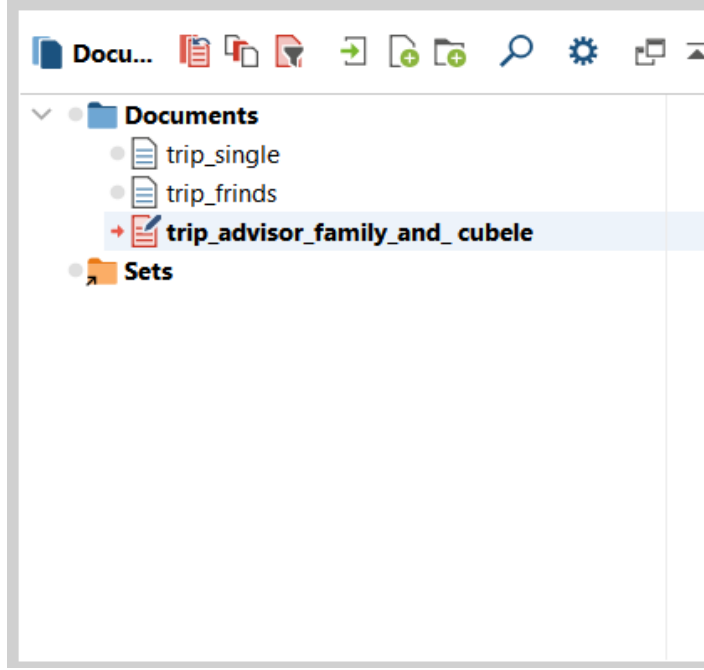 Docu...
Documents
trip_single
trip_frinds
trip_advisor_family_and_ cubele
Sets